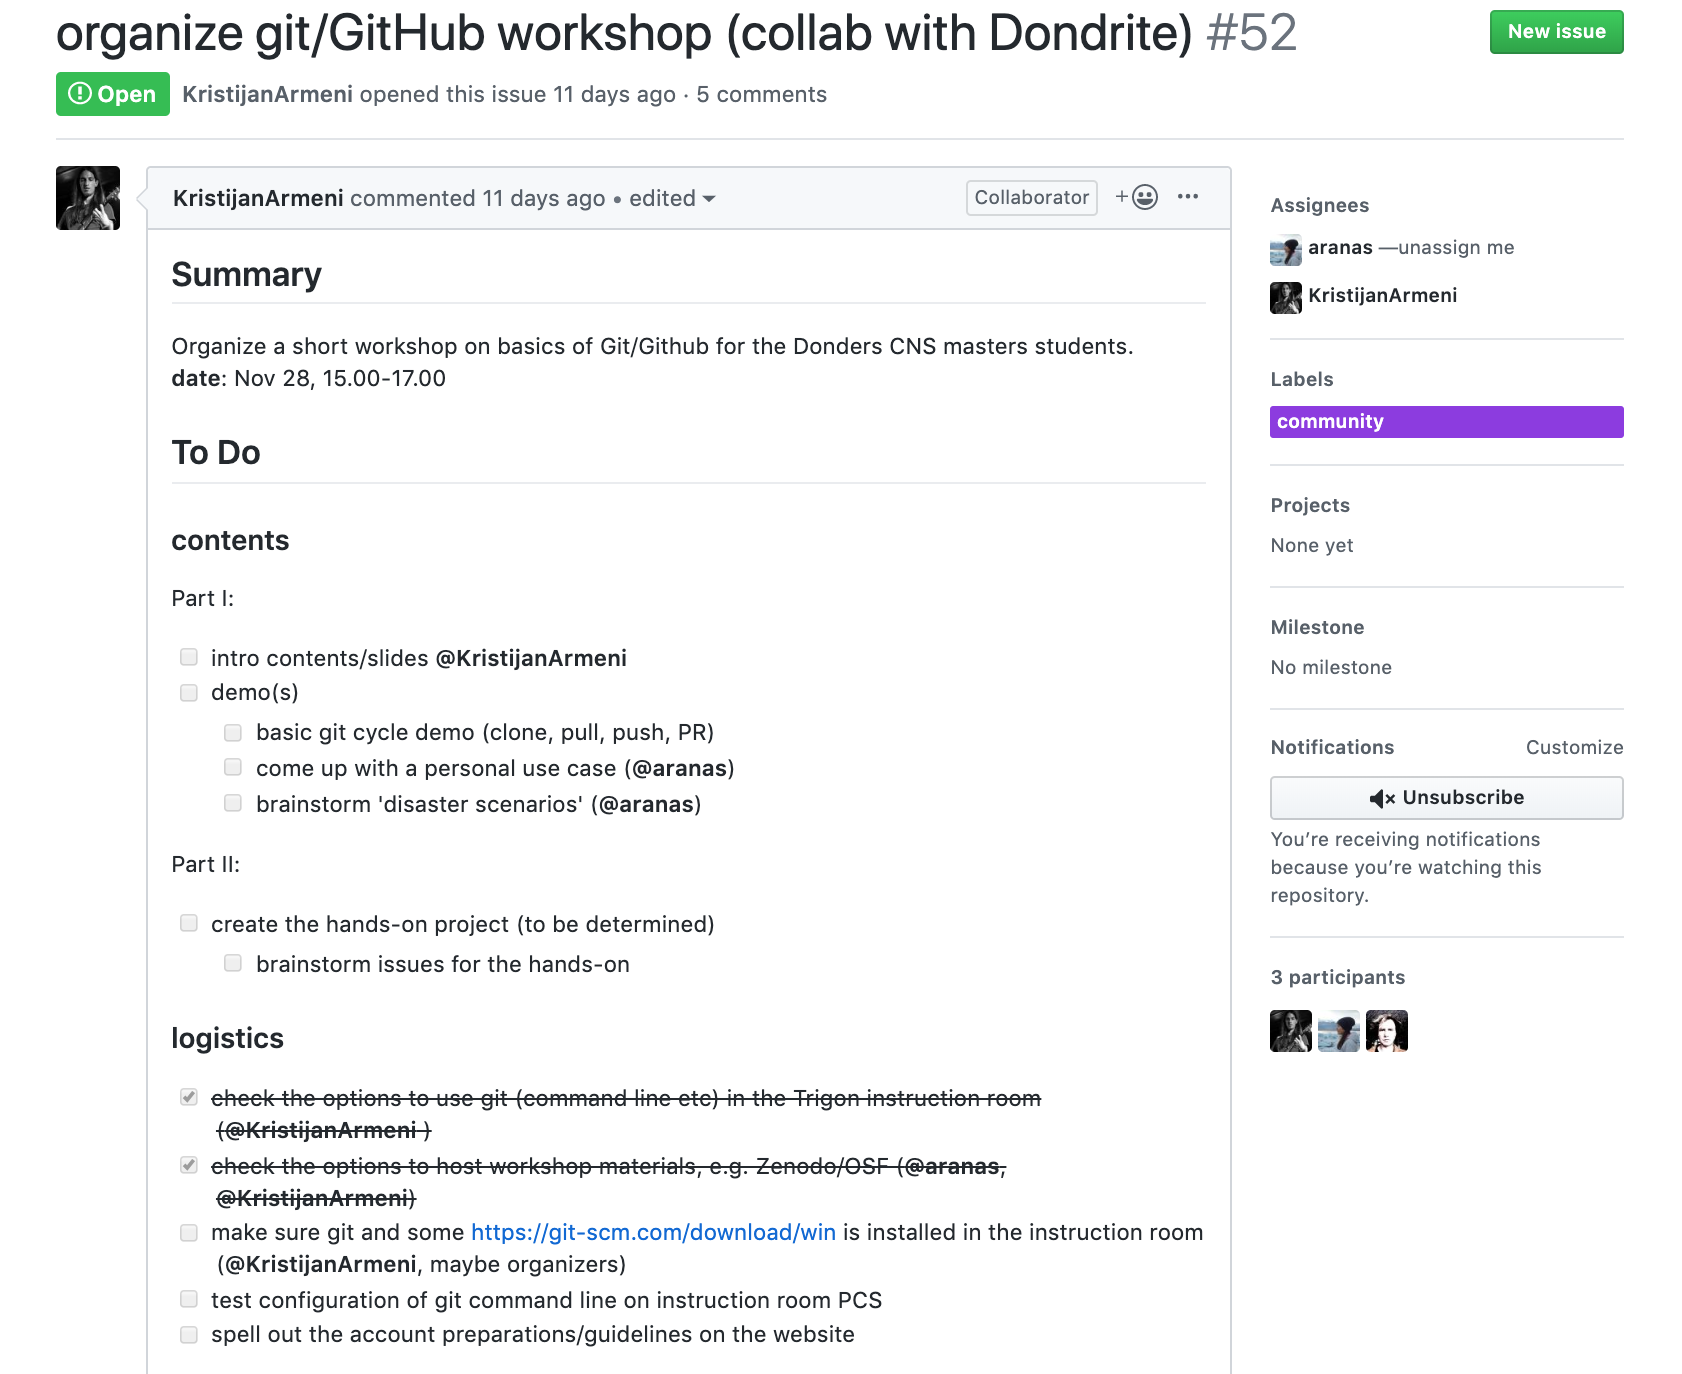 organize git/GitHub workshop (collab with Dondrite) #52
New issue
Open KristijanArmeni opened this issue 11 days ago · 5 comments
KristijanArmeni commented 11 days ago • edited
Collaborator
Summary
Organize a short workshop on basics of Git/Github for the Donders CNS masters students.
date: Nov 28, 15.00-17.00
To Do
contents
Part I:
intro contents/slides @KristijanArmeni
demo(s)
basic git cycle demo (clone, pull, push, PR)
come up with a personal use case (@aranas)
brainstorm 'disaster scenarios' (@aranas)
Part II:
create the hands-on project (to be determined)
brainstorm issues for the hands-on
logistics
check the options to use git (command line etc) in the Trigon instruction room
(@KristijanArmeni )
check the options to host workshop materials, e.g. Zenodo/OSF (@aranas,
@KristijanArmeni)
make sure git and some https://git-scm.com/download/win is installed in the instruction room
(@KristijanArmeni, maybe organizers)
test configuration of git command line on instruction room PCS
spell out the account preparations/guidelines on the website
Assignees
aranas —unassign me
KristijanArmeni
Labels
community
Projects
None yet
Milestone
No milestone
Notifications Customize
Unsubscribe
You’re receiving notifications
because you’re watching this
repository.
3 participants